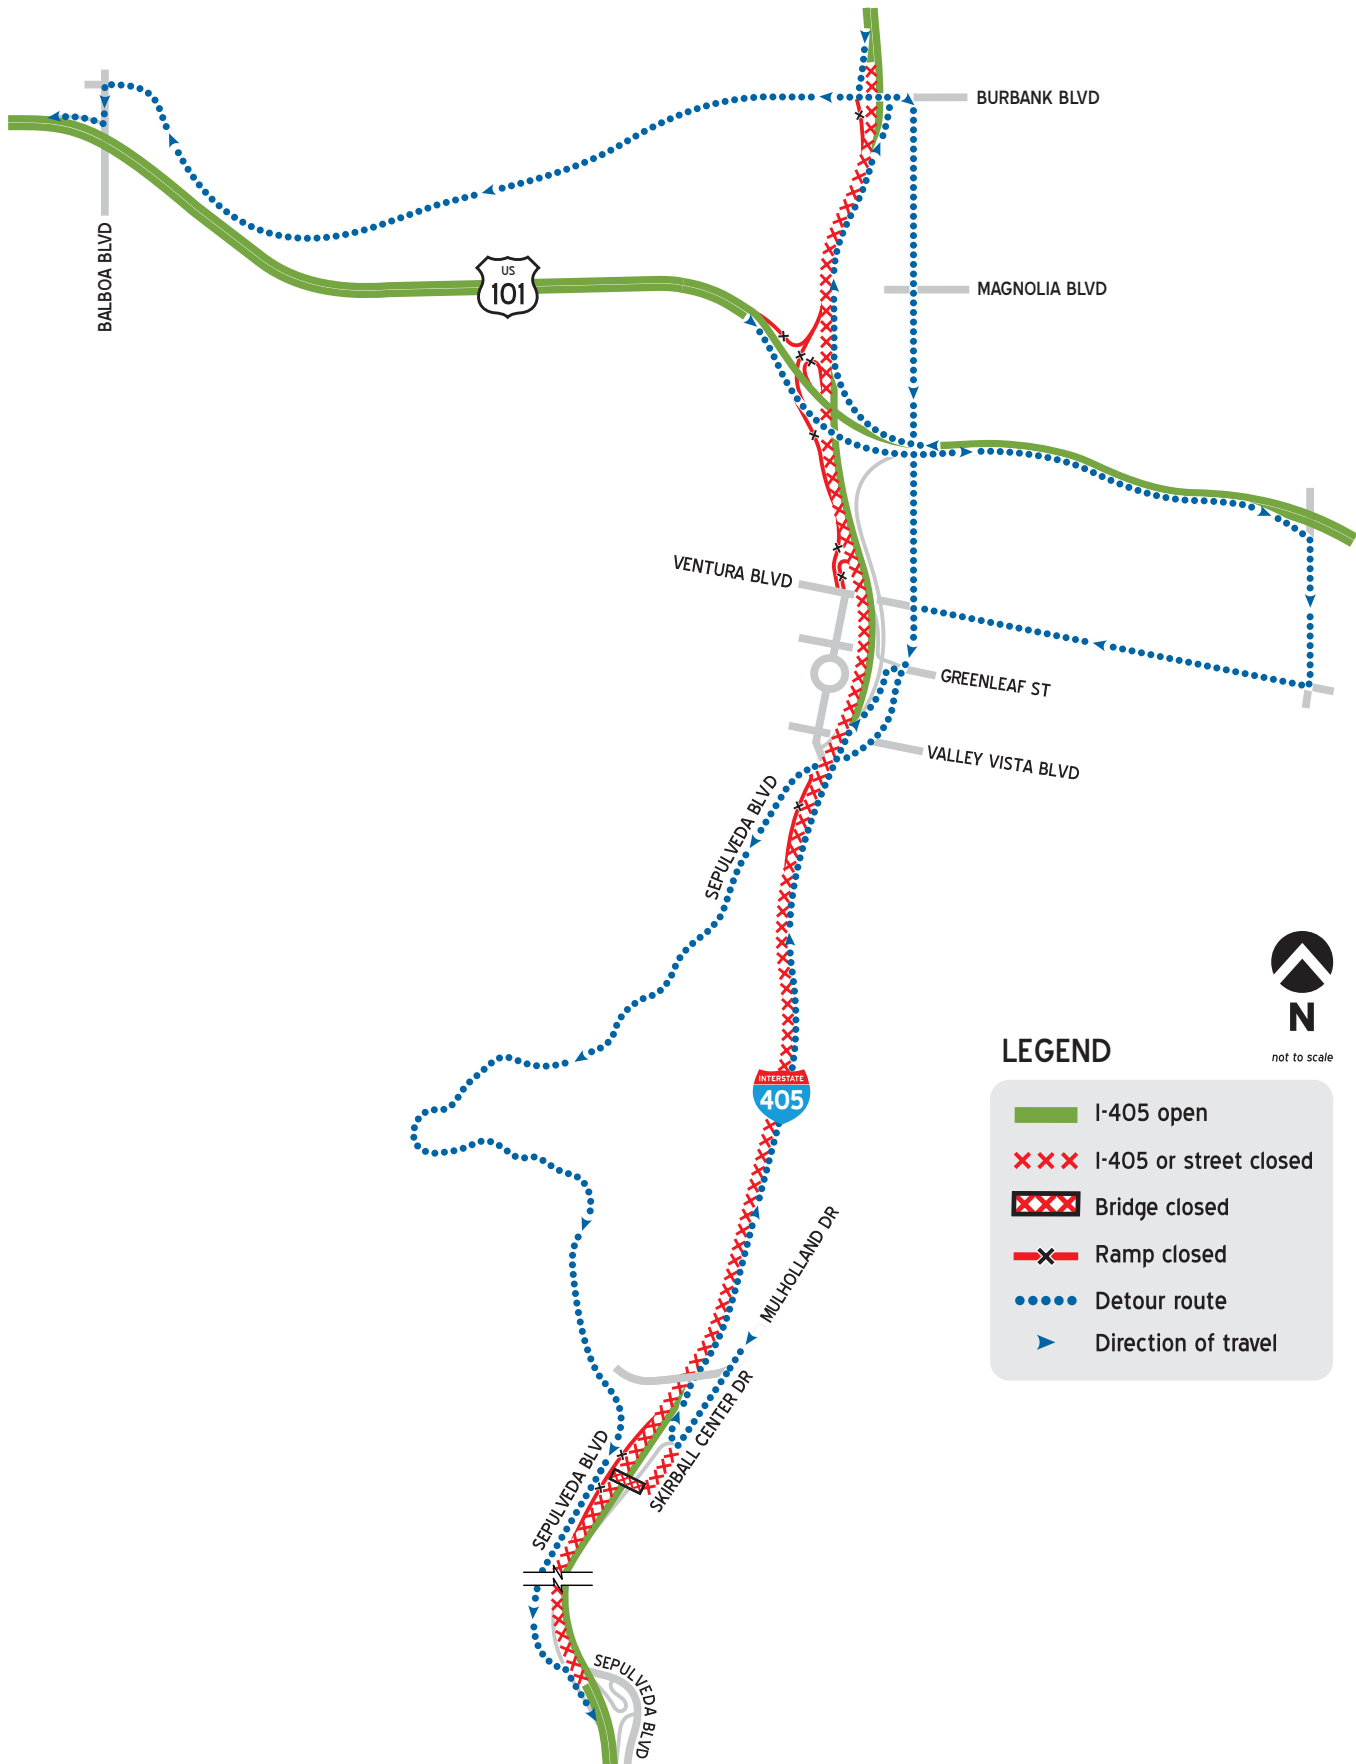 BURBANK BLVD
BALBOA BLVD
US
101
MAGNOLIA BLVD
VENTURA BLVD
GREENLEAF ST
VALLEY VISTA BLVD
SEPULVEDA BLVD
N
not to scale
INTERSTATE
405
LEGEND
I-405 open
I-405 or street closed
Bridge closed
Ramp closed
Detour route
Direction of travel
MULHOLLAND DR
SKIRBALL CENTER DR
SEPULVEDA BLVD
SEPULVEDA BLVD